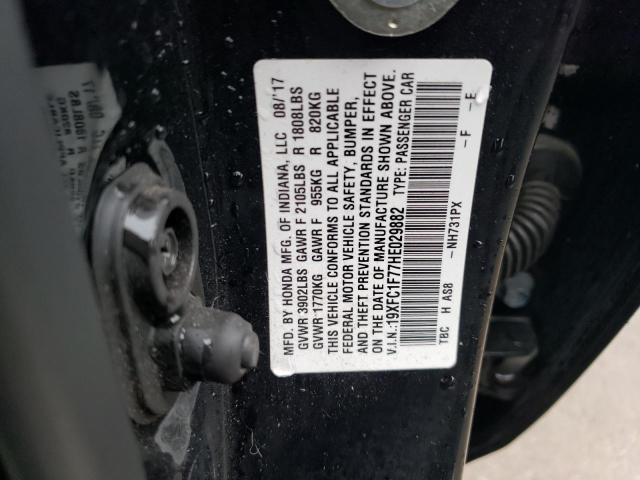 MFD. BY HONDA MFG. OF INDIANA, LLC 08/17
GVWR 3902LBS GAWR F 2105LBS R 1808LBS
GVWR 1770KG GAWR F 955KG R 820KG
THIS VEHICLE CONFORMS TO ALL APPLICABLE
FEDERAL MOTOR VEHICLE SAFETY, BUMPER,
AND THEFT PREVENTION STANDARDS IN EFFECT
ON THE DATE OF MANUFACTURE SHOWN ABOVE.
V.I.N.:19XFC1F77HE029882 TYPE: PASSENGER CAR
TBC H AS8 - NH731PX - F - E